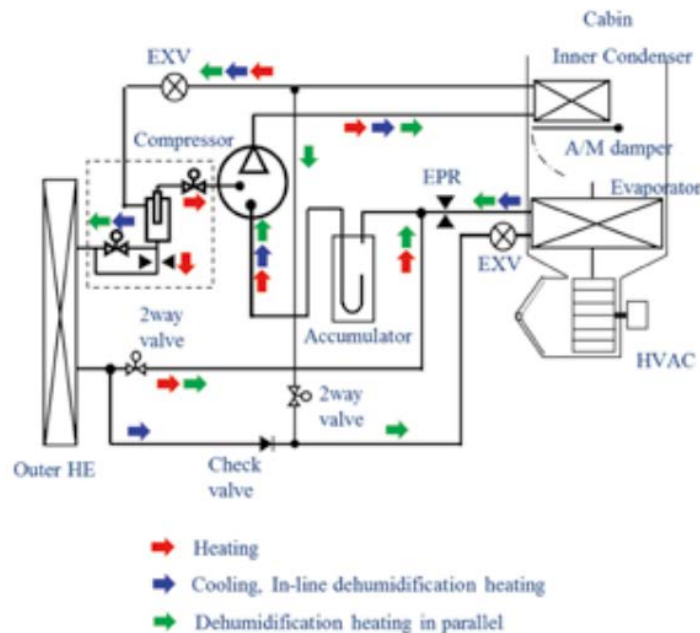 Cabin
EXV
Inner Condenser
Compressor
A/M damper
EPR
Evaporator
EXV
2way
valve
Accumulator
HVAC
2way
valve
Outer HE
Check
valve
Heating
Cooling, In-line dehumidification heating
Dehumidification heating in parallel